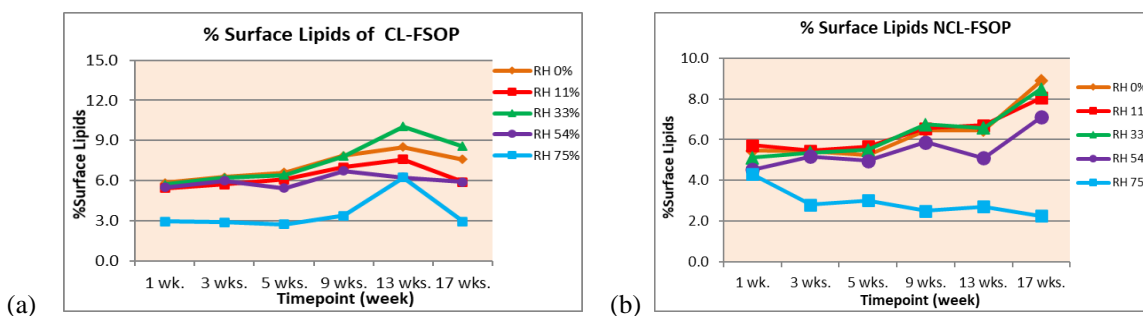 % Surface Lipids of CL-FSOP
15.0
12.0
9.0
6.0
3.0
0.0
%Surface Lipids
1 wk. 3 wks. 5 wks. 9 wks. 13 wks. 17 wks.
Timepoint (week)
RH 0%
RH 11%
RH 33%
RH 54%
RH 75%
(a)
% Surface Lipids NCL-FSOP
10.0
8.0
6.0
4.0
2.0
0.0
%Surface Lipids
1 wk. 3 wks. 5 wks. 9 wks. 13 wks. 17 wks.
Timepoint (week)
RH 0%
RH 11
RH 33
RH 54
RH 75
(b)